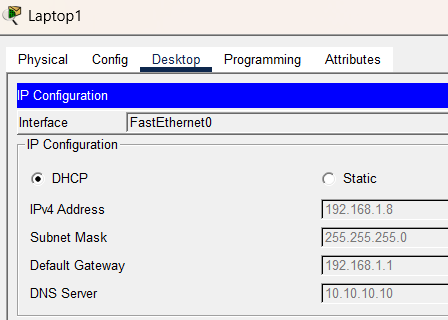 Laptop1
Physical Config Desktop Programming Attributes
IP Configuration
Interface FastEthernet0
IP Configuration
DHCP Static
IPv4 Address 192.168.1.8
Subnet Mask 255.255.255.0
Default Gateway 192.168.1.1
DNS Server 10.10.10.10